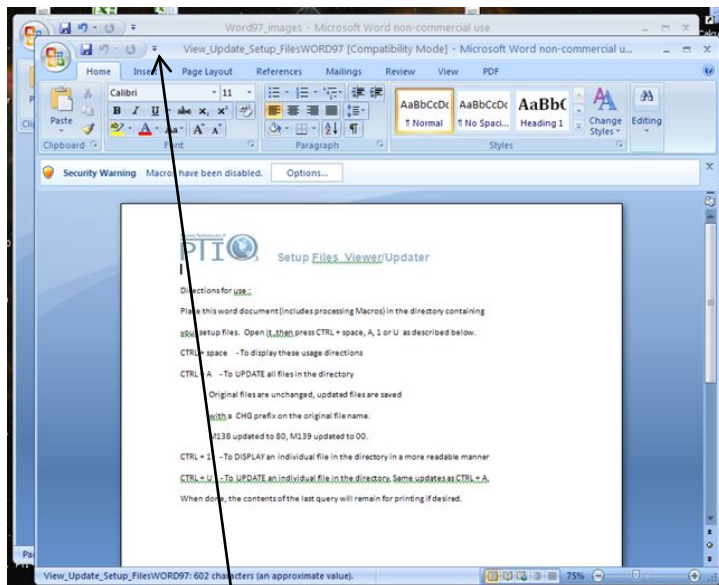 Word97_images - Microsoft Word non-commercial use
View_Update_Setup_FilesWORD97 [Compatibility Mode] - Microsoft Word non-commercial u...
Home Insert Page Layout References Mailings Review View PDF
Calibri 11
Paste
B I U abe x₂ x²
Aa A A
AaBbCcDc AaBbCcDc AaBbC
¶ Normal ¶ No Spaci... Heading 1
Change Styles
Editing
Clipboard Font Paragraph Styles
Security Warning Macros have been disabled. Options...
PTI
Setup Files Viewer/Updater
Directions for use :
Place this word document (includes processing Macros) in the directory containing
your setup files. Open it, then press CTRL + space, A, 1 or U as described below.
CTRL + space - To display these usage directions
CTRL + A - To UPDATE all files in the directory
Original files are unchanged, updated files are saved
with a CHG prefix on the original file name.
M138 updated to 80, M139 updated to 00.
CTRL + 1 - To DISPLAY an individual file in the directory in a more readable manner
CTRL + U - To UPDATE an individual file in the directory. Same updates as CTRL + A.
When done, the contents of the last query will remain for printing if desired.
View_Update_Setup_FilesWORD97: 602 characters (an approximate value).
75%